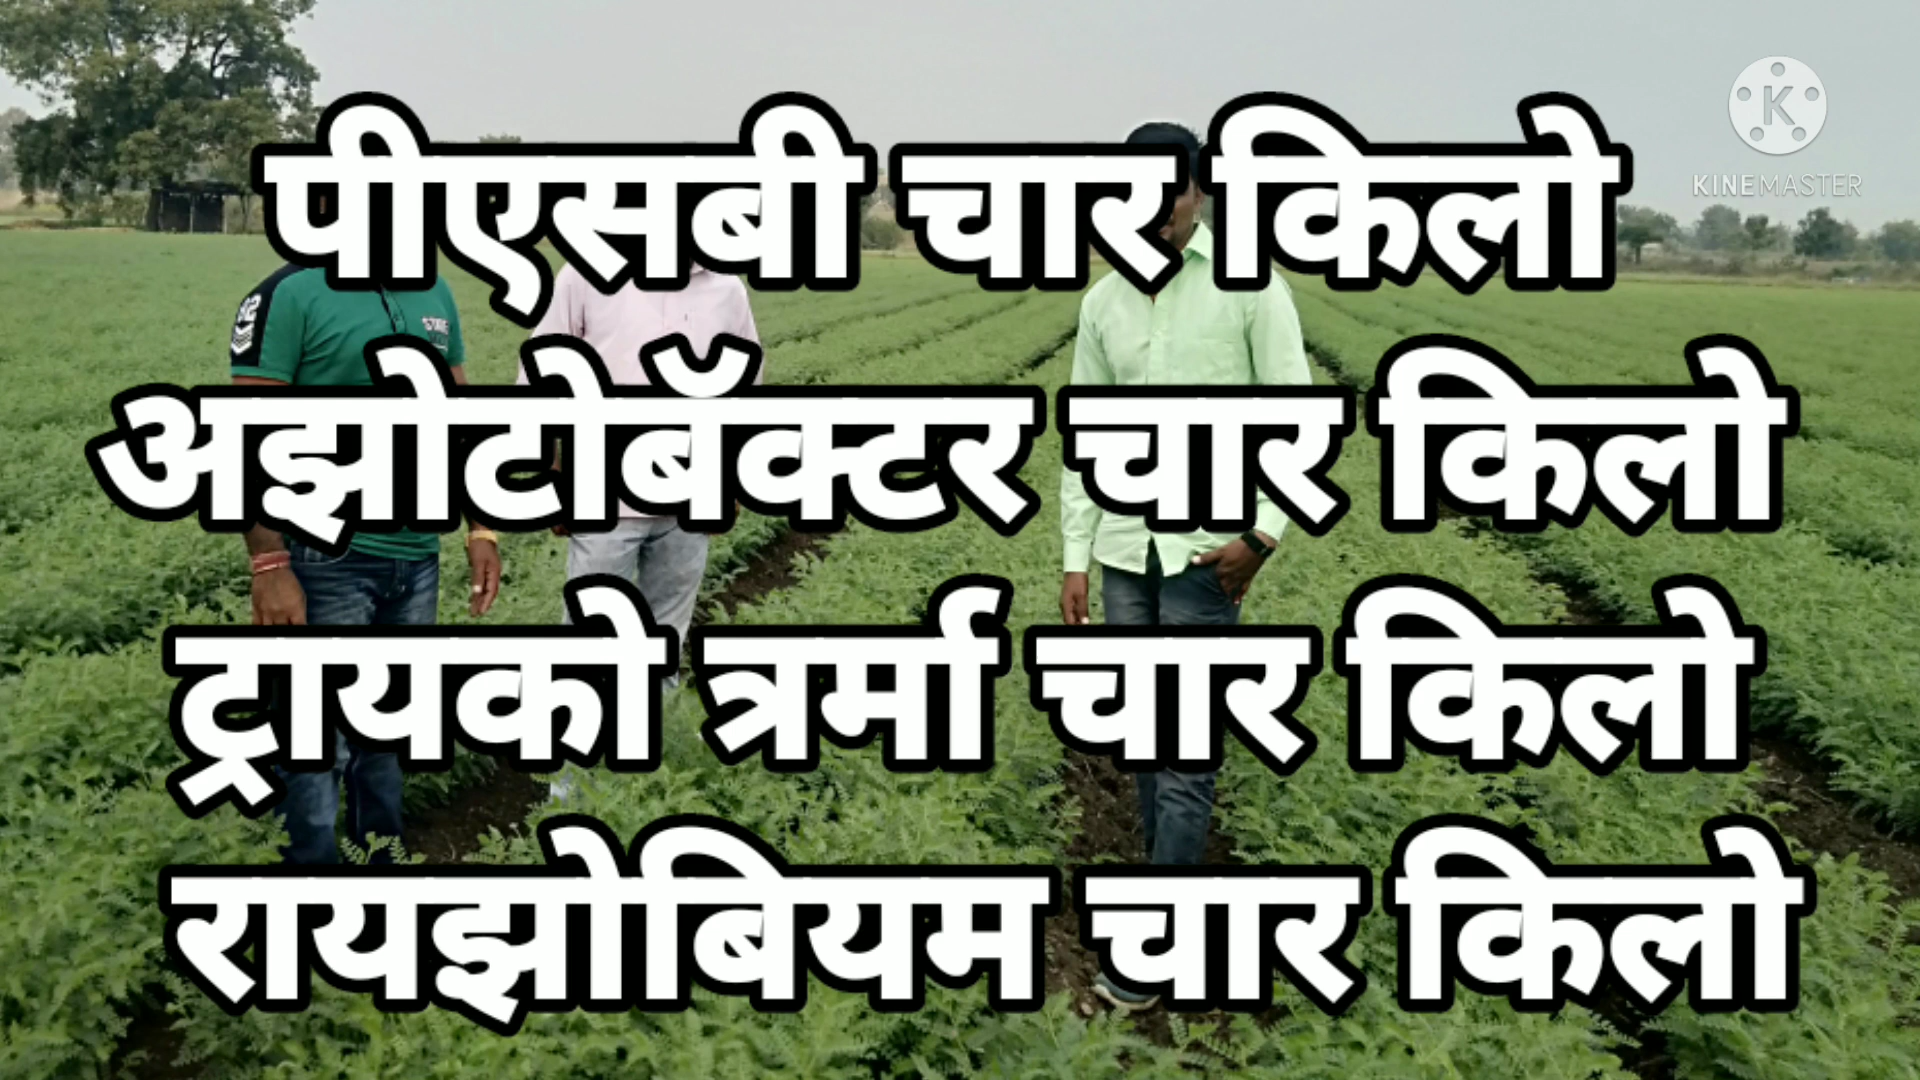 पीएसबी चार किलो
अझोटोबॅक्टर चार किलो
ट्रायको त्रर्मा चार किलो
रायझोबियम चार किलो
KINEMASTER